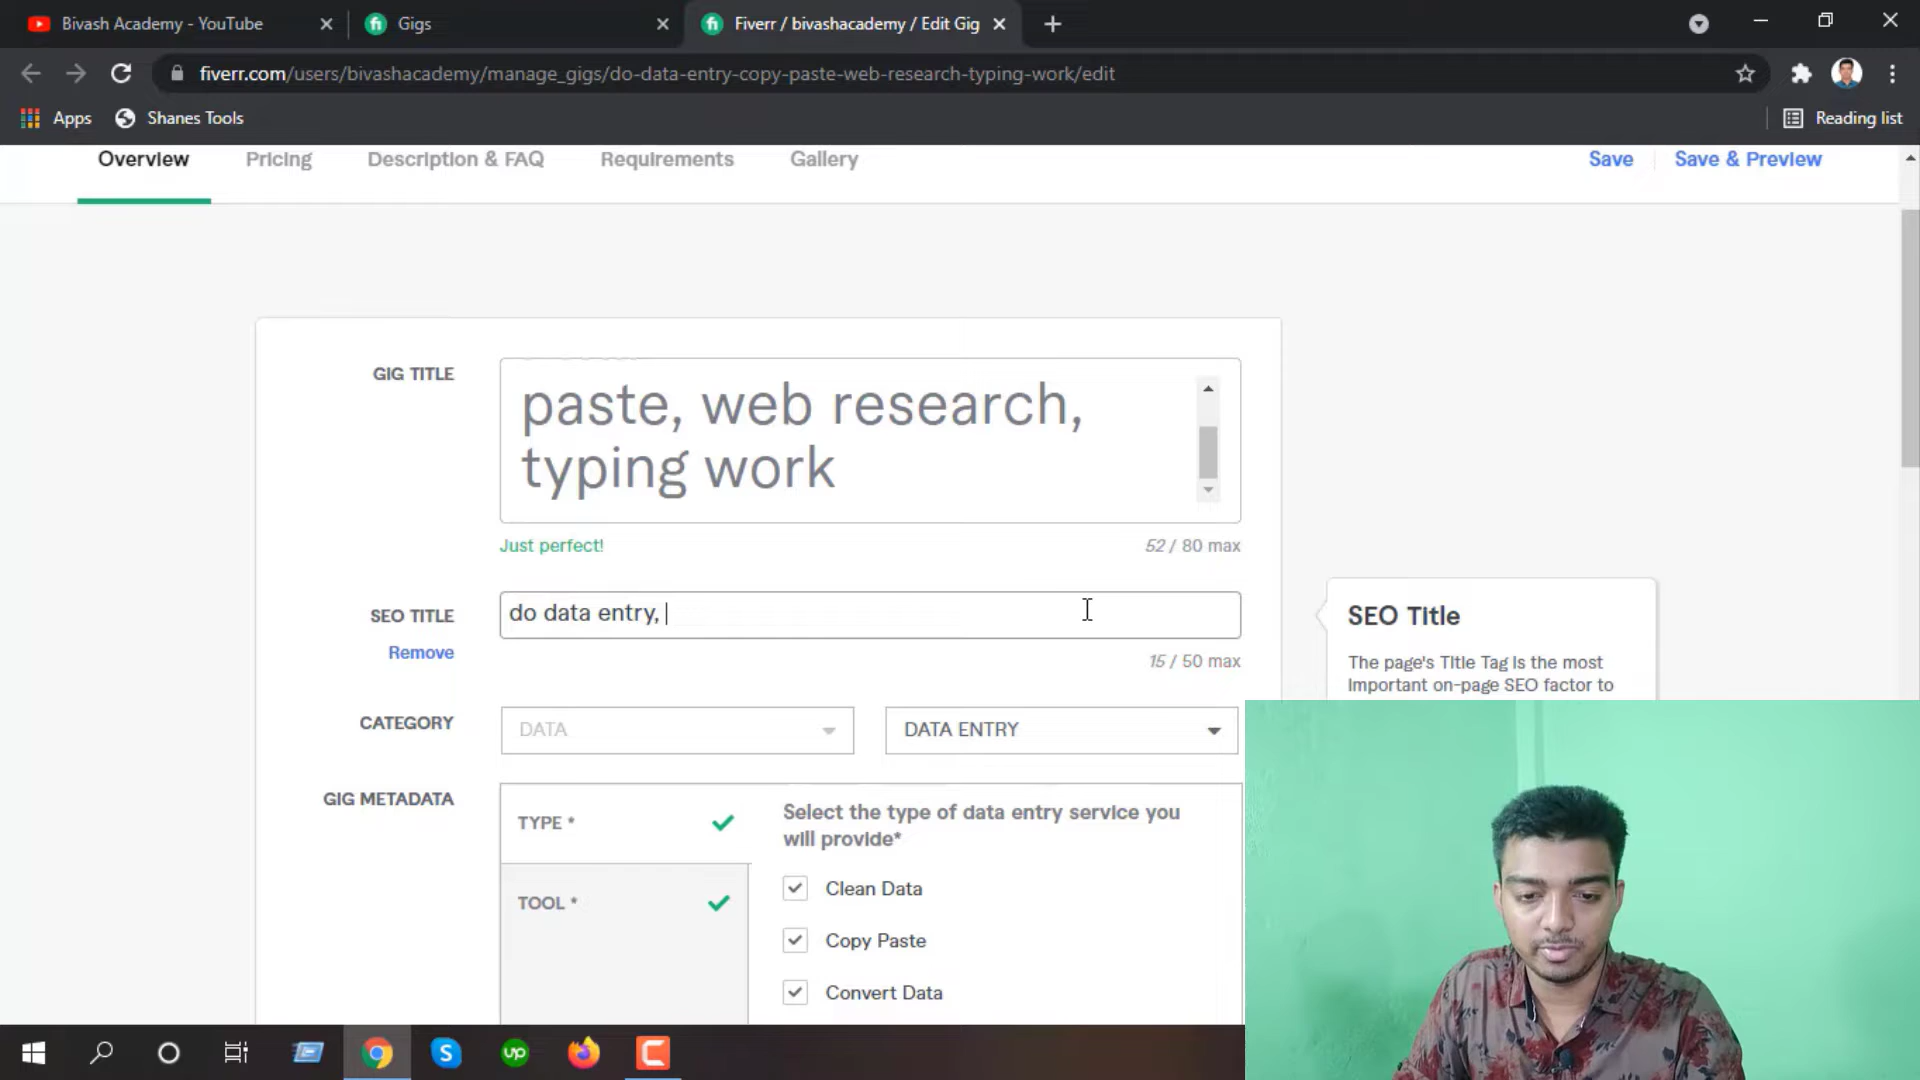 Bivash Academy - YouTube
Gigs
Fiverr / bivashacademy / Edit Gig
fiverr.com/users/bivashacademy/manage_gigs/do-data-entry-copy-paste-web-research-typing-work/edit
Apps
Shanes Tools
Reading list
Overview
Pricing
Description & FAQ
Requirements
Gallery
Save
Save & Preview
GIG TITLE
paste, web research,
typing work
Just perfect!
52 / 80 max
SEO TITLE
do data entry,
Remove
15 / 50 max
SEO Title
The page's Title Tag is the most
important on-page SEO factor to
CATEGORY
DATA
DATA ENTRY
GIG METADATA
TYPE *
Select the type of data entry service you
will provide*
Clean Data
TOOL *
Copy Paste
Convert Data